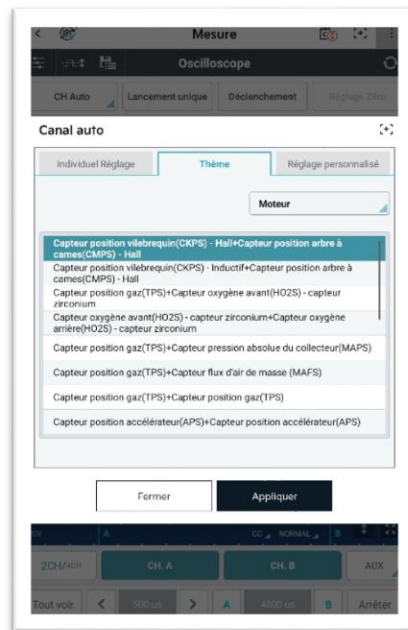 Mesure
Oscilloscope
CH Auto
Lancement unique
Déclenchement
Réglage Zéro
Canal auto
Individuel Réglage
Thème
Réglage personnalisé
Moteur
Capteur position vilebrequin(CKPS) - Hall+Capteur position arbre à
cames(CMPS) - Hall
Capteur position vilebrequin(CKPS) - Inductif+Capteur position arbre à
cames(CMPS) - Hall
Capteur position gaz(TPS)+Capteur oxygène avant(HO2S) - capteur
zirconium
Capteur oxygène avant(HO2S) - capteur zirconium+Capteur oxygène
arrière(HO2S) - capteur zirconium
Capteur position gaz(TPS)+Capteur pression absolue du collecteur(MAPS)
Capteur position gaz(TPS)+Capteur flux d'air de masse (MAFS)
Capteur position gaz(TPS)+Capteur position gaz(TPS)
Capteur position accélérateur(APS)+Capteur position accélérateur(APS)
Fermer
Appliquer
A
NORMAL
B
2CH/4CH
CH. A
CH. B
AUX
Tout voir.
500 us
A
4800 us
B
Arrêter